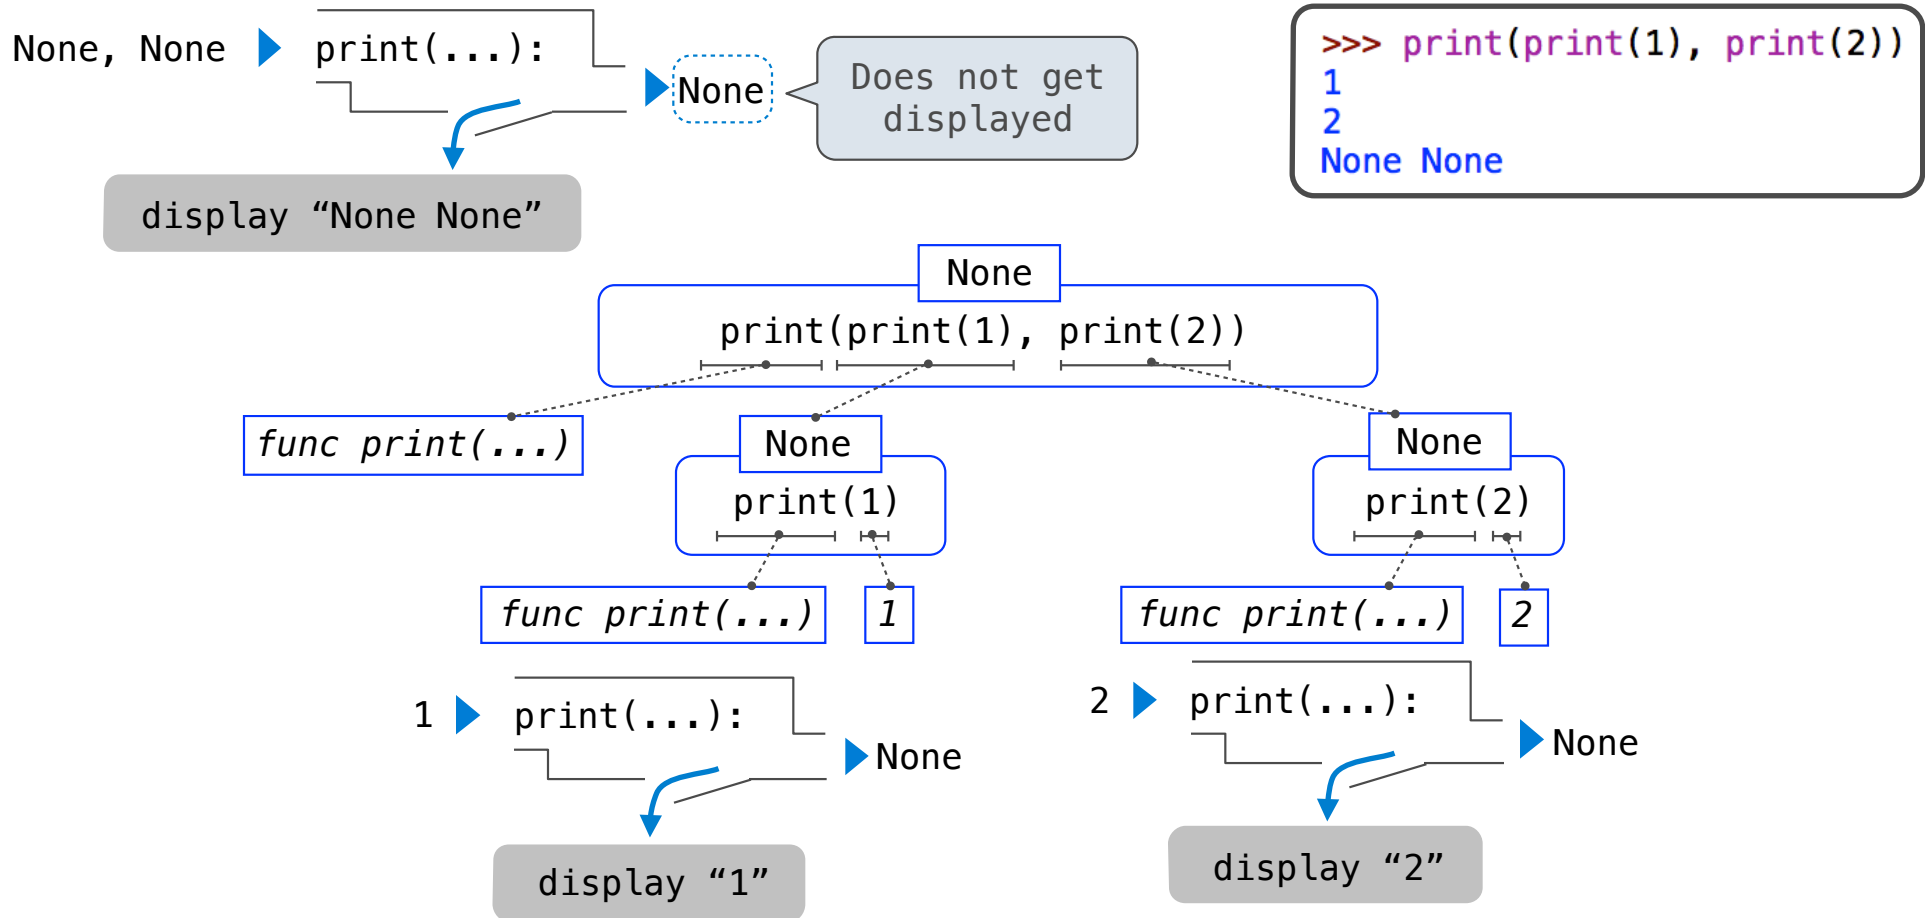 None, None
print(...):
None
Does not get
displayed
display “None None”
>>> print(print(1), print(2))
1
2
None None
None
print(print(1), print(2))
func print(...)
None
print(1)
func print(...)
1
None
print(2)
func print(...)
2
1
print(...):
None
display “1”
2
print(...):
None
display “2”